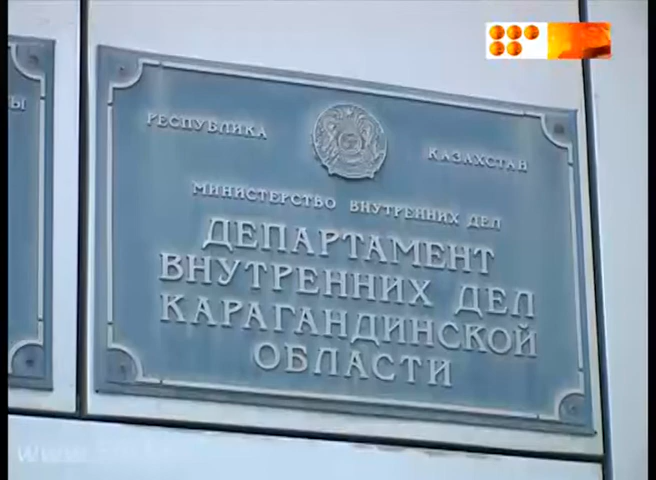 РЕСПУБЛИКА КАЗАХСТАН
МИНИСТЕРСТВО ВНУТРЕННИХ ДЕЛ
ДЕПАРТАМЕНТ
ВНУТРЕННИХ ДЕЛ
КАРАГАНДИНСКОЙ
ОБЛАСТИ